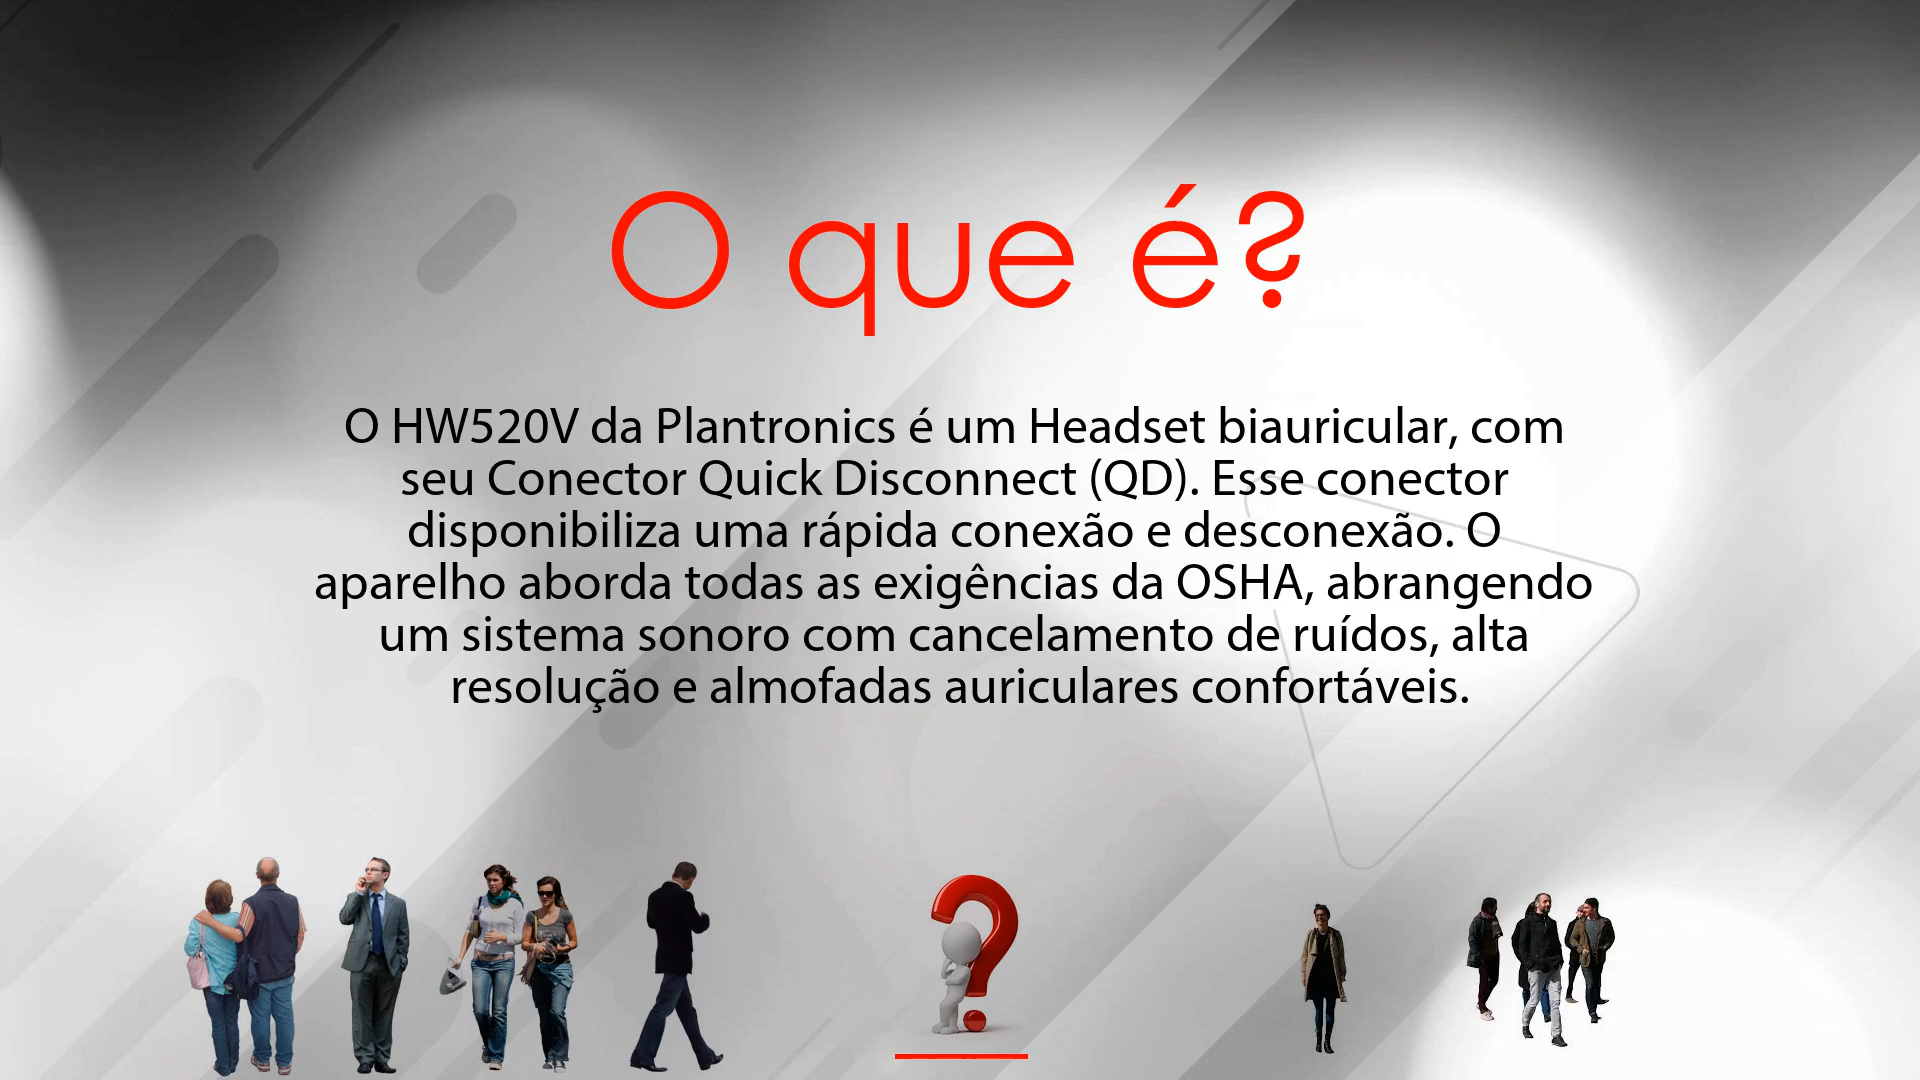 O que é?
O HW520V da Plantronics é um Headset biauricular, com
seu Conector Quick Disconnect (QD). Esse conector
disponibiliza uma rápida conexão e desconexão. O
aparelho aborda todas as exigências da OSHA, abrangendo
um sistema sonoro com cancelamento de ruídos, alta
resolução e almofadas auriculares confortáveis.